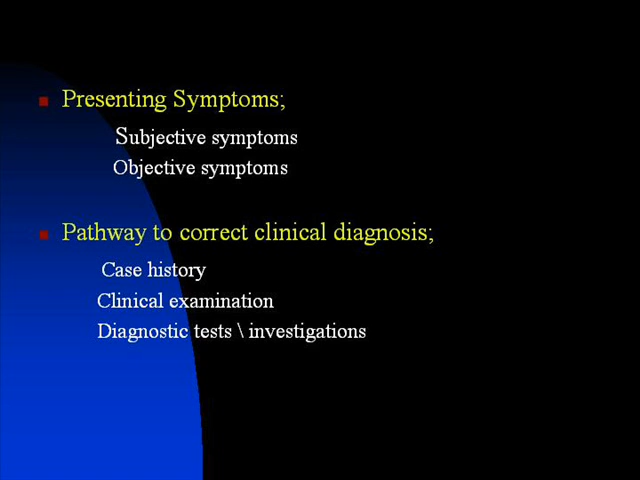 Presenting Symptoms;
Subjective symptoms
Objective symptoms
Pathway to correct clinical diagnosis;
Case history
Clinical examination
Diagnostic tests \ investigations